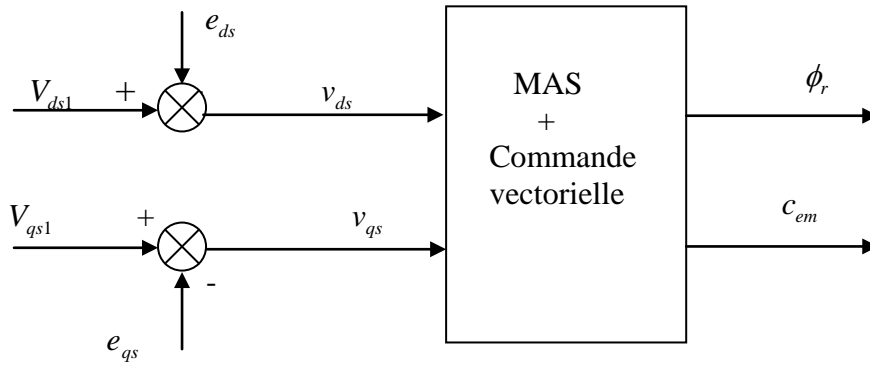 e_ds
V_ds1 + v_ds MAS ϕ_r
+
Commande
vectorielle
V_qs1 + v_qs c_em
-
e_qs